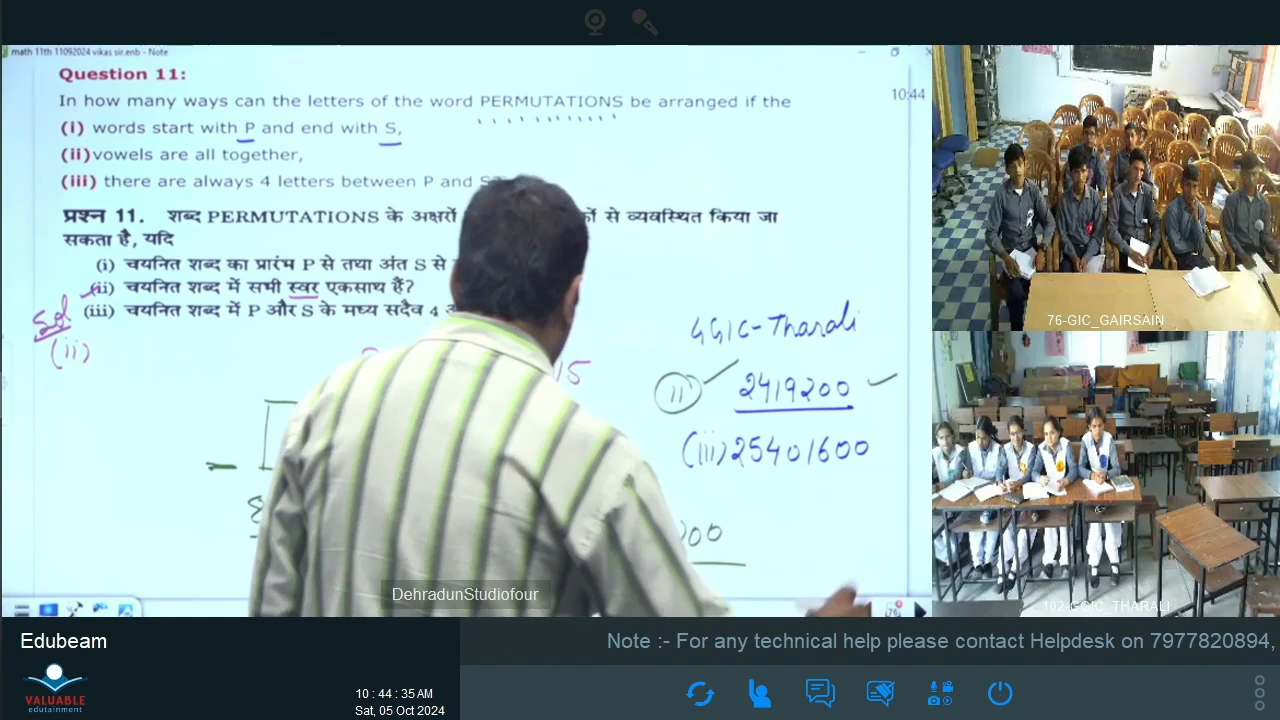 math 11th 11092024 vikas sir.enb - Note
Question 11:
10:44
In how many ways can the letters of the word PERMUTATIONS be arranged if the
(i) words start with P and end with S,
(ii)vowels are all together,
(iii) there are always 4 letters between P and S?
प्रश्न 11. शब्द PERMUTATIONS के अक्षरों से व्यवस्थित किया जा
सकता है, यदि
(i) चयनित शब्द का प्रारंभ P से तथा अंत S से
(ii) चयनित शब्द में सभी स्वर एकसाथ हैं?
(iii) चयनित शब्द में P और S के मध्य सदैव 4
Sol
(ii)
GGIC-Tharali
(ii) 2419200
(iii) 25401600
DehradunStudiofour
76-GIC_GAIRSAIN
102-GGIC_THARALI
Edubeam
VALUABLE
edutainment
10 : 44 : 35 AM
Sat, 05 Oct 2024
Note :- For any technical help please contact Helpdesk on 7977820894,